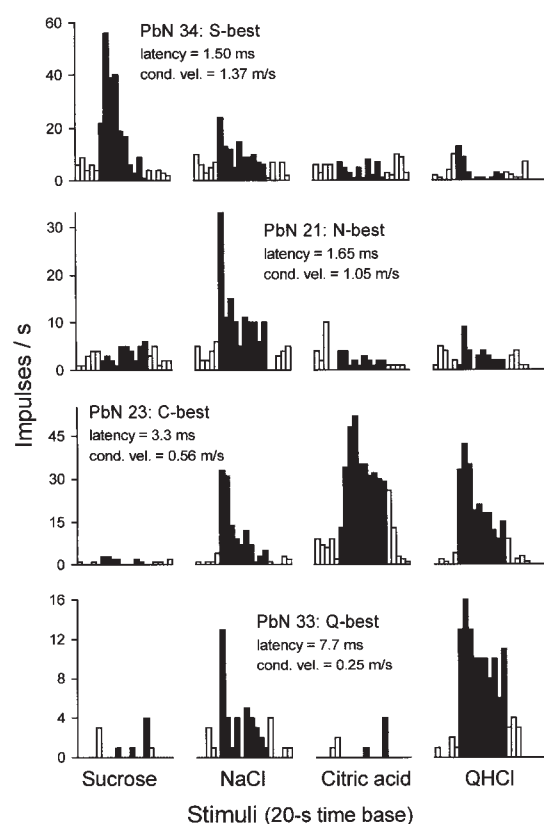 60
PbN 34: S-best
latency = 1.50 ms
cond. vel. = 1.37 m/s
40
20
0
30
PbN 21: N-best
latency = 1.65 ms
cond. vel. = 1.05 m/s
20
10
0
PbN 23: C-best
latency = 3.3 ms
cond. vel. = 0.56 m/s
45
30
15
0
16
PbN 33: Q-best
latency = 7.7 ms
cond. vel. = 0.25 m/s
12
8
4
0
Impulses / s
Sucrose NaCl Citric acid QHCl
Stimuli (20-s time base)